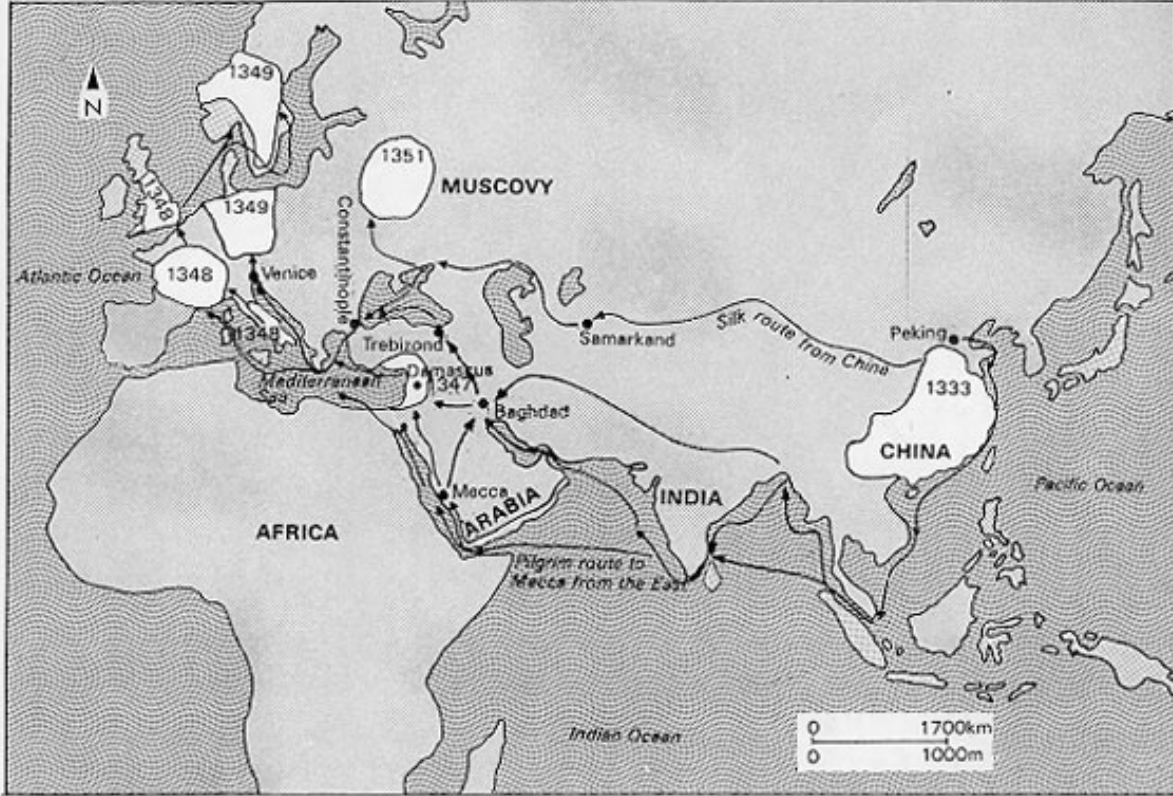 1349
N
1351
MUSCOVY
1348
1349
Constantinople
Atlantic Ocean
1348
Venice
1348
Trebizond
Samarkand
Silk route from China
Peking
Damascus
1347
Mediterranean
Sea
Baghdad
1333
CHINA
Mecca
ARABIA
INDIA
Pacific Ocean
AFRICA
Pilgrim route to
Mecca from the East
Indian Ocean
0 1700km
0 1000m